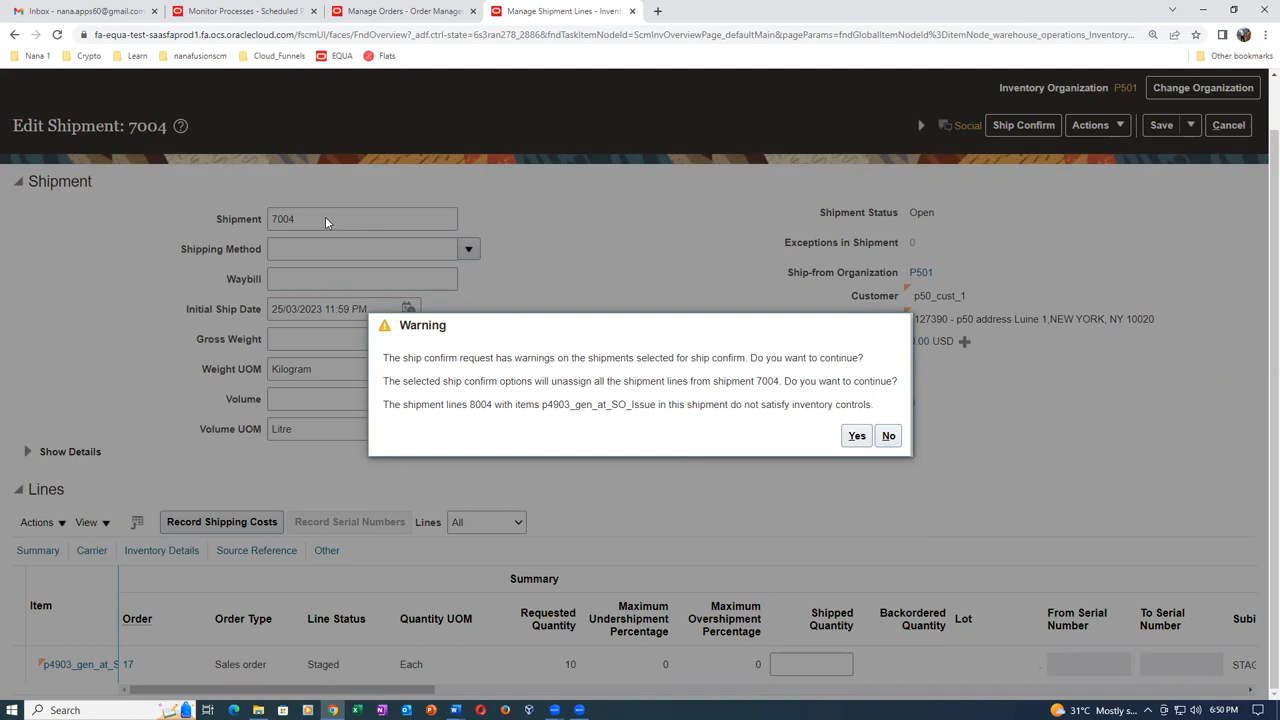 Inbox - nana.apps60@gmail.com
Monitor Processes - Scheduled P
Manage Orders - Order Managem
Manage Shipment Lines - Invent
fa-equa-test-saasfaprod1.fa.ocs.oraclecloud.com/fscmUI/faces/FndOverview?_adf.ctrl-state=6s3ran278_2886&fndTaskItemNodeId=ScmInvOverviewPage_defaultMain&pageParams=fndGlobalItemNodeId%3DitemNode_warehouse_operations_Inventory...
Nana 1
Crypto
Learn
nanafusionscm
Cloud_Funnels
EQUA
Flats
Other bookmarks
Inventory Organization P501 Change Organization
Edit Shipment: 7004
Social Ship Confirm Actions Save Cancel
Shipment
Shipment 7004
Shipping Method
Waybill
Initial Ship Date 25/03/2023 11:59 PM
Gross Weight
Weight UOM Kilogram
Volume
Volume UOM Litre
Show Details
Shipment Status Open
Exceptions in Shipment 0
Ship-from Organization P501
Customer p50_cust_1
127390 - p50 address Luine 1,NEW YORK, NY 10020
0.00 USD
Warning
The ship confirm request has warnings on the shipments selected for ship confirm. Do you want to continue?
The selected ship confirm options will unassign all the shipment lines from shipment 7004. Do you want to continue?
The shipment lines 8004 with items p4903_gen_at_SO_Issue in this shipment do not satisfy inventory controls.
Yes No
Lines
Actions View Record Shipping Costs Record Serial Numbers Lines All
Summary Carrier Inventory Details Source Reference Other
Summary
Item Order Order Type Line Status Quantity UOM Requested Quantity Maximum Undershipment Percentage Maximum Overshipment Percentage Shipped Quantity Backordered Quantity Lot From Serial Number To Serial Number Subi
p4903_gen_at_S 17 Sales order Staged Each 10 0 0 STAG
Search
31°C Mostly s... ENG 6:50 PM